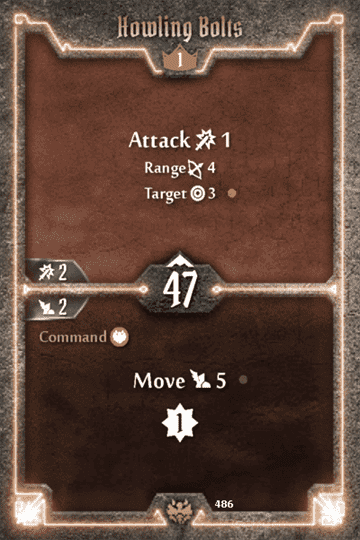 Howling Bolts
1
Attack 1
Range 4
Target 3
2
47
2
Command
Move 5
1
486